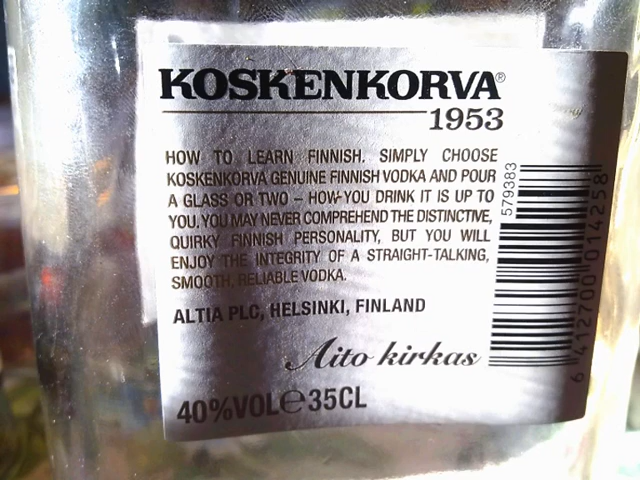 KOSKENKORVA®
1953
HOW TO LEARN FINNISH. SIMPLY CHOOSE
KOSKENKORVA GENUINE FINNISH VODKA AND POUR
A GLASS OR TWO – HOW YOU DRINK IT IS UP TO
YOU. YOU MAY NEVER COMPREHEND THE DISTINCTIVE,
QUIRKY FINNISH PERSONALITY, BUT YOU WILL
ENJOY THE INTEGRITY OF A STRAIGHT-TALKING,
SMOOTH, RELIABLE VODKA.
ALTIA PLC, HELSINKI, FINLAND
Aito kirkas
40%VOL℮35CL
579383
6 412700 014258